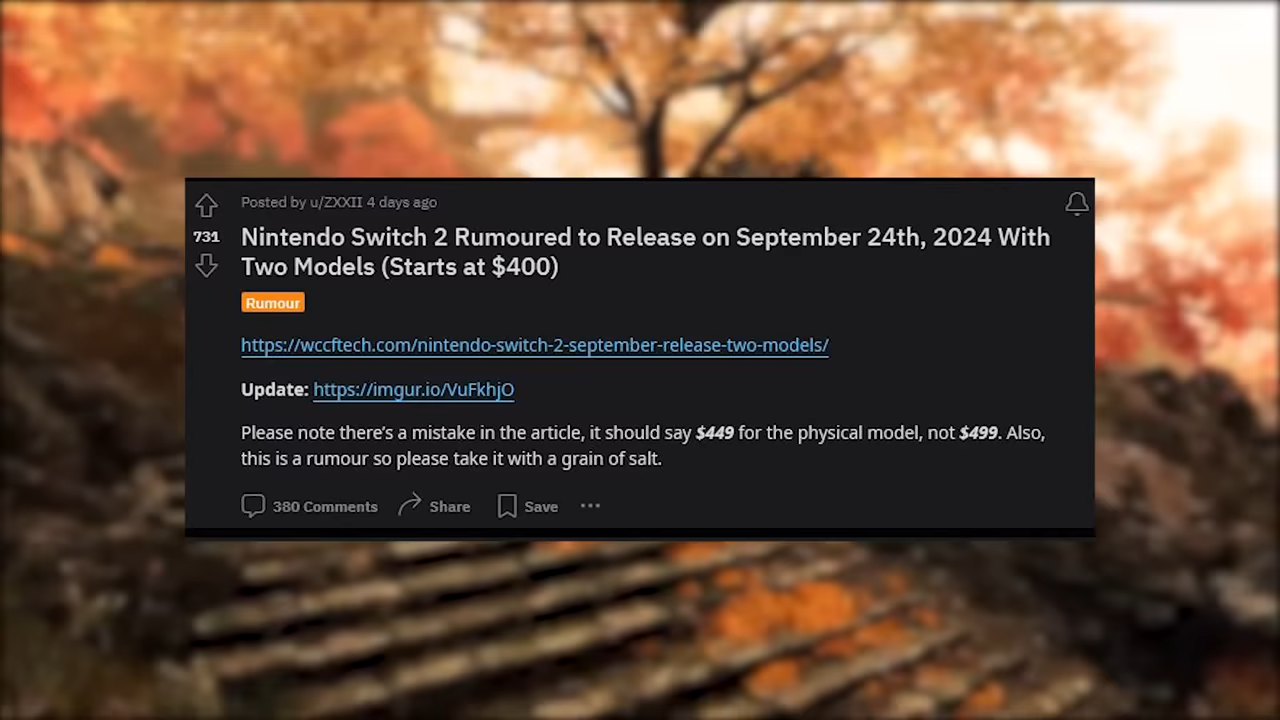 Posted by u/ZXXII 4 days ago
731
Nintendo Switch 2 Rumoured to Release on September 24th, 2024 With
Two Models (Starts at $400)
Rumour
https://wccftech.com/nintendo-switch-2-september-release-two-models/
Update: https://imgur.io/VuFkhjO
Please note there’s a mistake in the article, it should say $449 for the physical model, not $499. Also,
this is a rumour so please take it with a grain of salt.
380 Comments Share Save